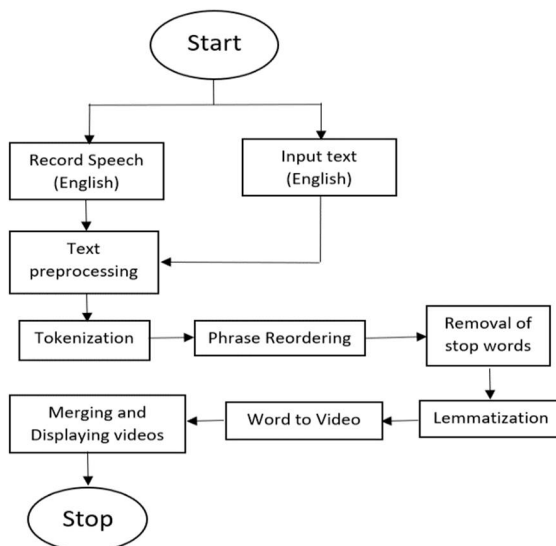 Start
Record Speech
(English)
Input text
(English)
Text
preprocessing
Tokenization
Phrase Reordering
Removal of
stop words
Lemmatization
Word to Video
Merging and
Displaying videos
Stop